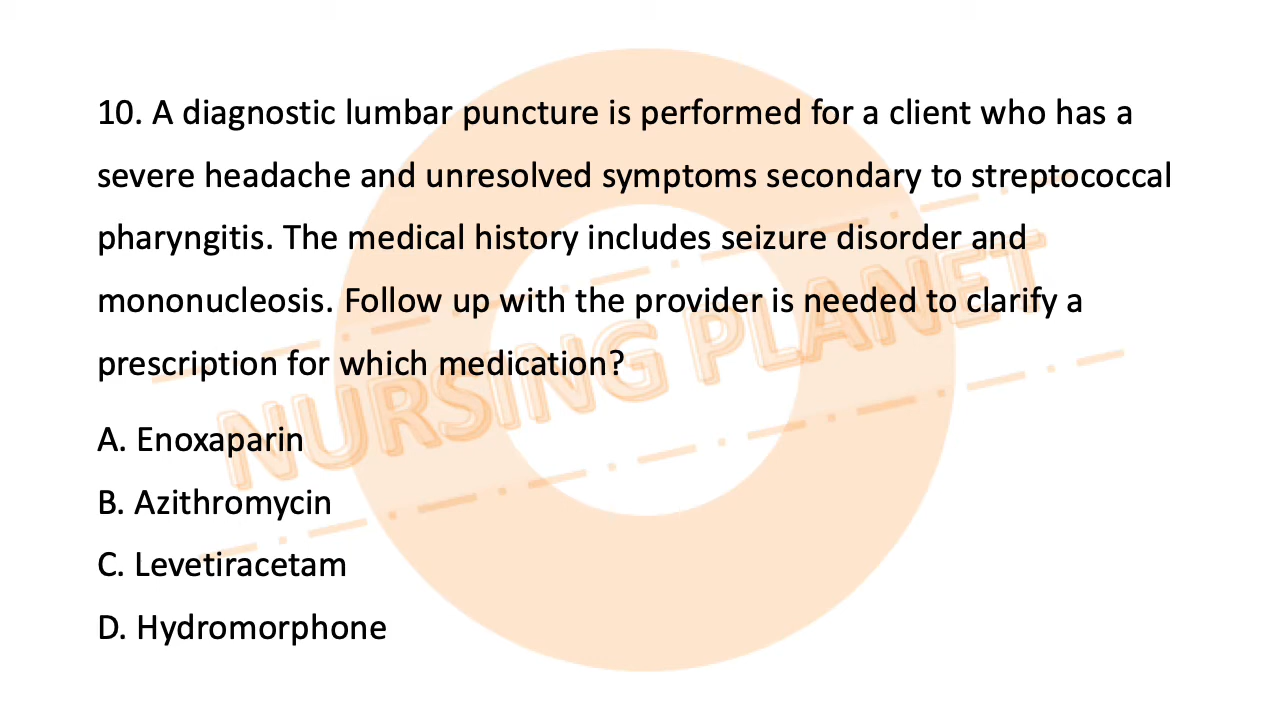 10. A diagnostic lumbar puncture is performed for a client who has a
severe headache and unresolved symptoms secondary to streptococcal
pharyngitis. The medical history includes seizure disorder and
mononucleosis. Follow up with the provider is needed to clarify a
prescription for which medication?
A. Enoxaparin
B. Azithromycin
C. Levetiracetam
D. Hydromorphone
NURSING PLANET